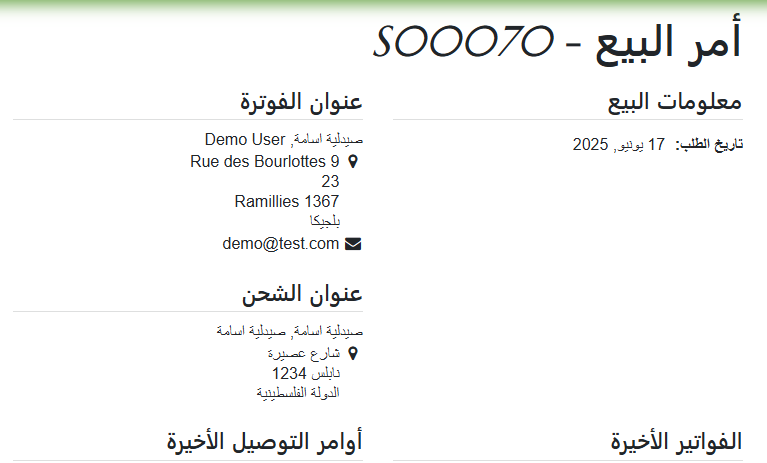 أمر البيع - S00070
معلومات البيع
تاريخ الطلب: 17 يونيو, 2025
عنوان الفوترة
صيدلية اسامة, Demo User
Rue des Bourlottes 9
23
Ramillies 1367
بلجيكا
demo@test.com
عنوان الشحن
صيدلية اسامة, صيدلية اسامة
شارع عصيرة
نابلس 1234
الدولة الفلسطينية
الفواتير الأخيرة
أوامر التوصيل الأخيرة